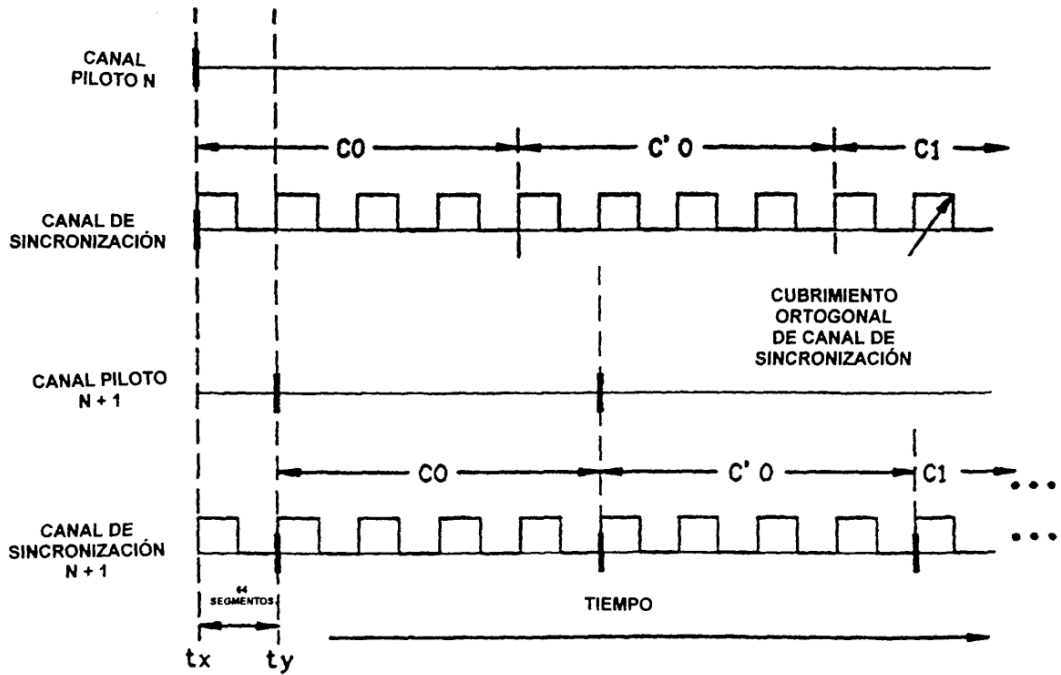 CANAL
PILOTO N
C0
C' 0
C1
CANAL DE
SINCRONIZACIÓN
CUBRIMIENTO
ORTOGONAL
DE CANAL DE
SINCRONIZACIÓN
CANAL PILOTO
N + 1
C0
C' 0
C1
CANAL DE
SINCRONIZACIÓN
N + 1
64
SEGMENTOS
TIEMPO
tx
ty